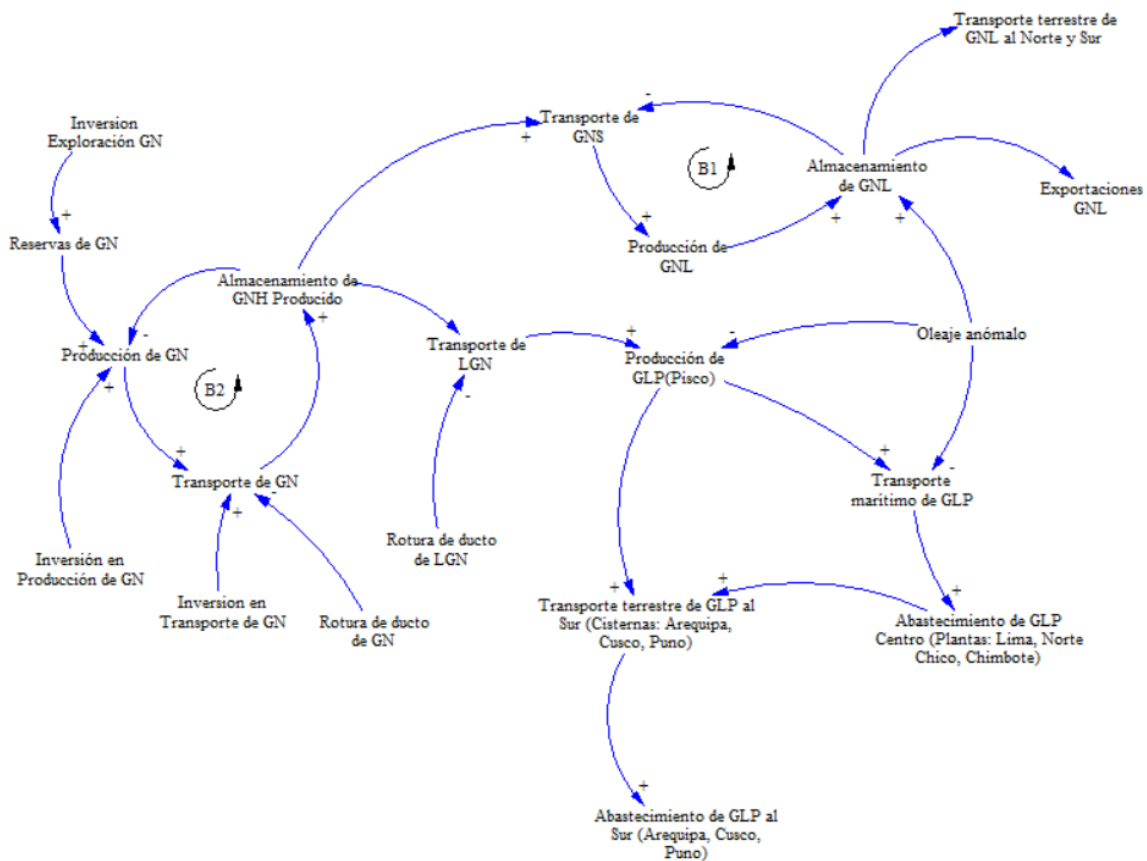 Transporte terrestre de
GNL al Norte y Sur
Inversion
Exploración GN
+
Reservas de GN
-
Transporte de
GNS
+
B1
Almacenamiento
de GNL
Exportaciones
GNL
+
Producción de
GNL
+
+
Almacenamiento de
GNH Producido
+
-
+
Producción de GN
+
B2
Transporte de
LGN
-
+
Producción de
GLP(Pisco)
-
Oleaje anómalo
+
Transporte de GN
-
+
+
Transporte
marítimo de GLP
-
Inversión en
Producción de GN
Inversion en
Transporte de GN
Rotura de ducto
de GN
Rotura de ducto
de LGN
+
Transporte terrestre de GLP al
Sur (Cisternas: Arequipa,
Cusco, Puno)
+
+
Abastecimiento de GLP
Centro (Plantas: Lima, Norte
Chico, Chimbote)
+
Abastecimiento de GLP al
Sur (Arequipa, Cusco,
Puno)